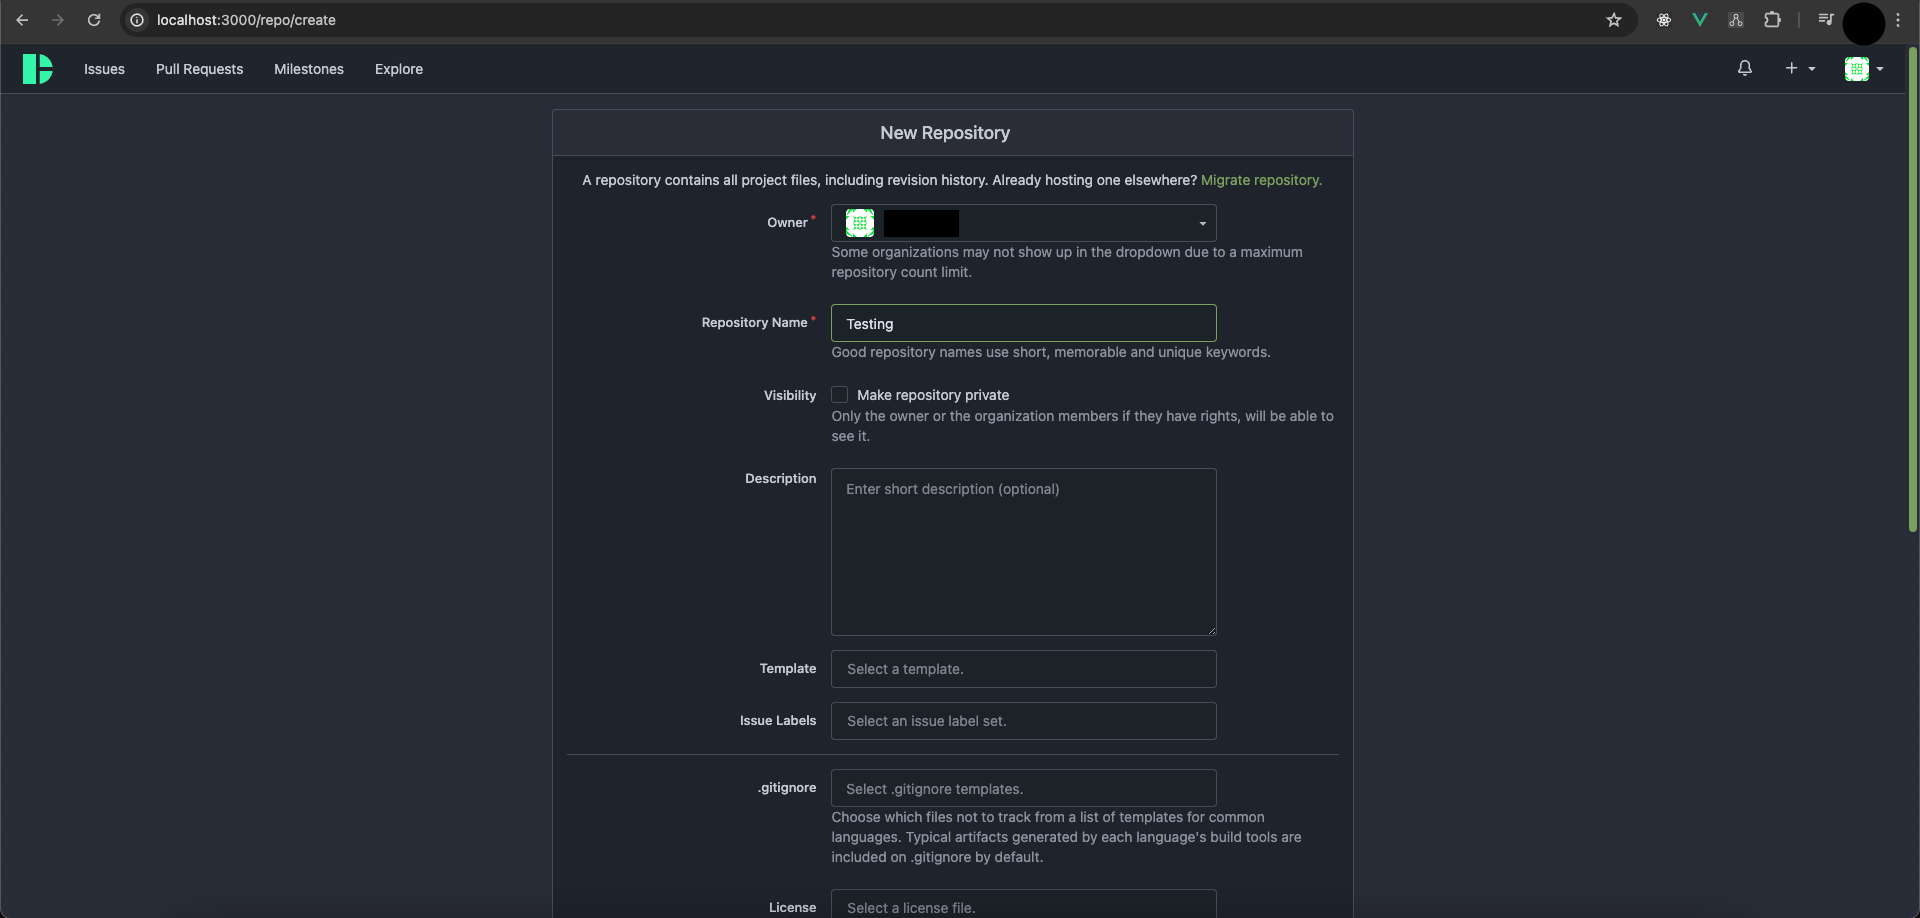 localhost:3000/repo/create
Issues Pull Requests Milestones Explore
New Repository
A repository contains all project files, including revision history. Already hosting one elsewhere? Migrate repository.
Owner *
Some organizations may not show up in the dropdown due to a maximum
repository count limit.
Repository Name * Testing
Good repository names use short, memorable and unique keywords.
Visibility Make repository private
Only the owner or the organization members if they have rights, will be able to
see it.
Description Enter short description (optional)
Template Select a template.
Issue Labels Select an issue label set.
.gitignore Select .gitignore templates.
Choose which files not to track from a list of templates for common
languages. Typical artifacts generated by each language's build tools are
included on .gitignore by default.
License Select a license file.